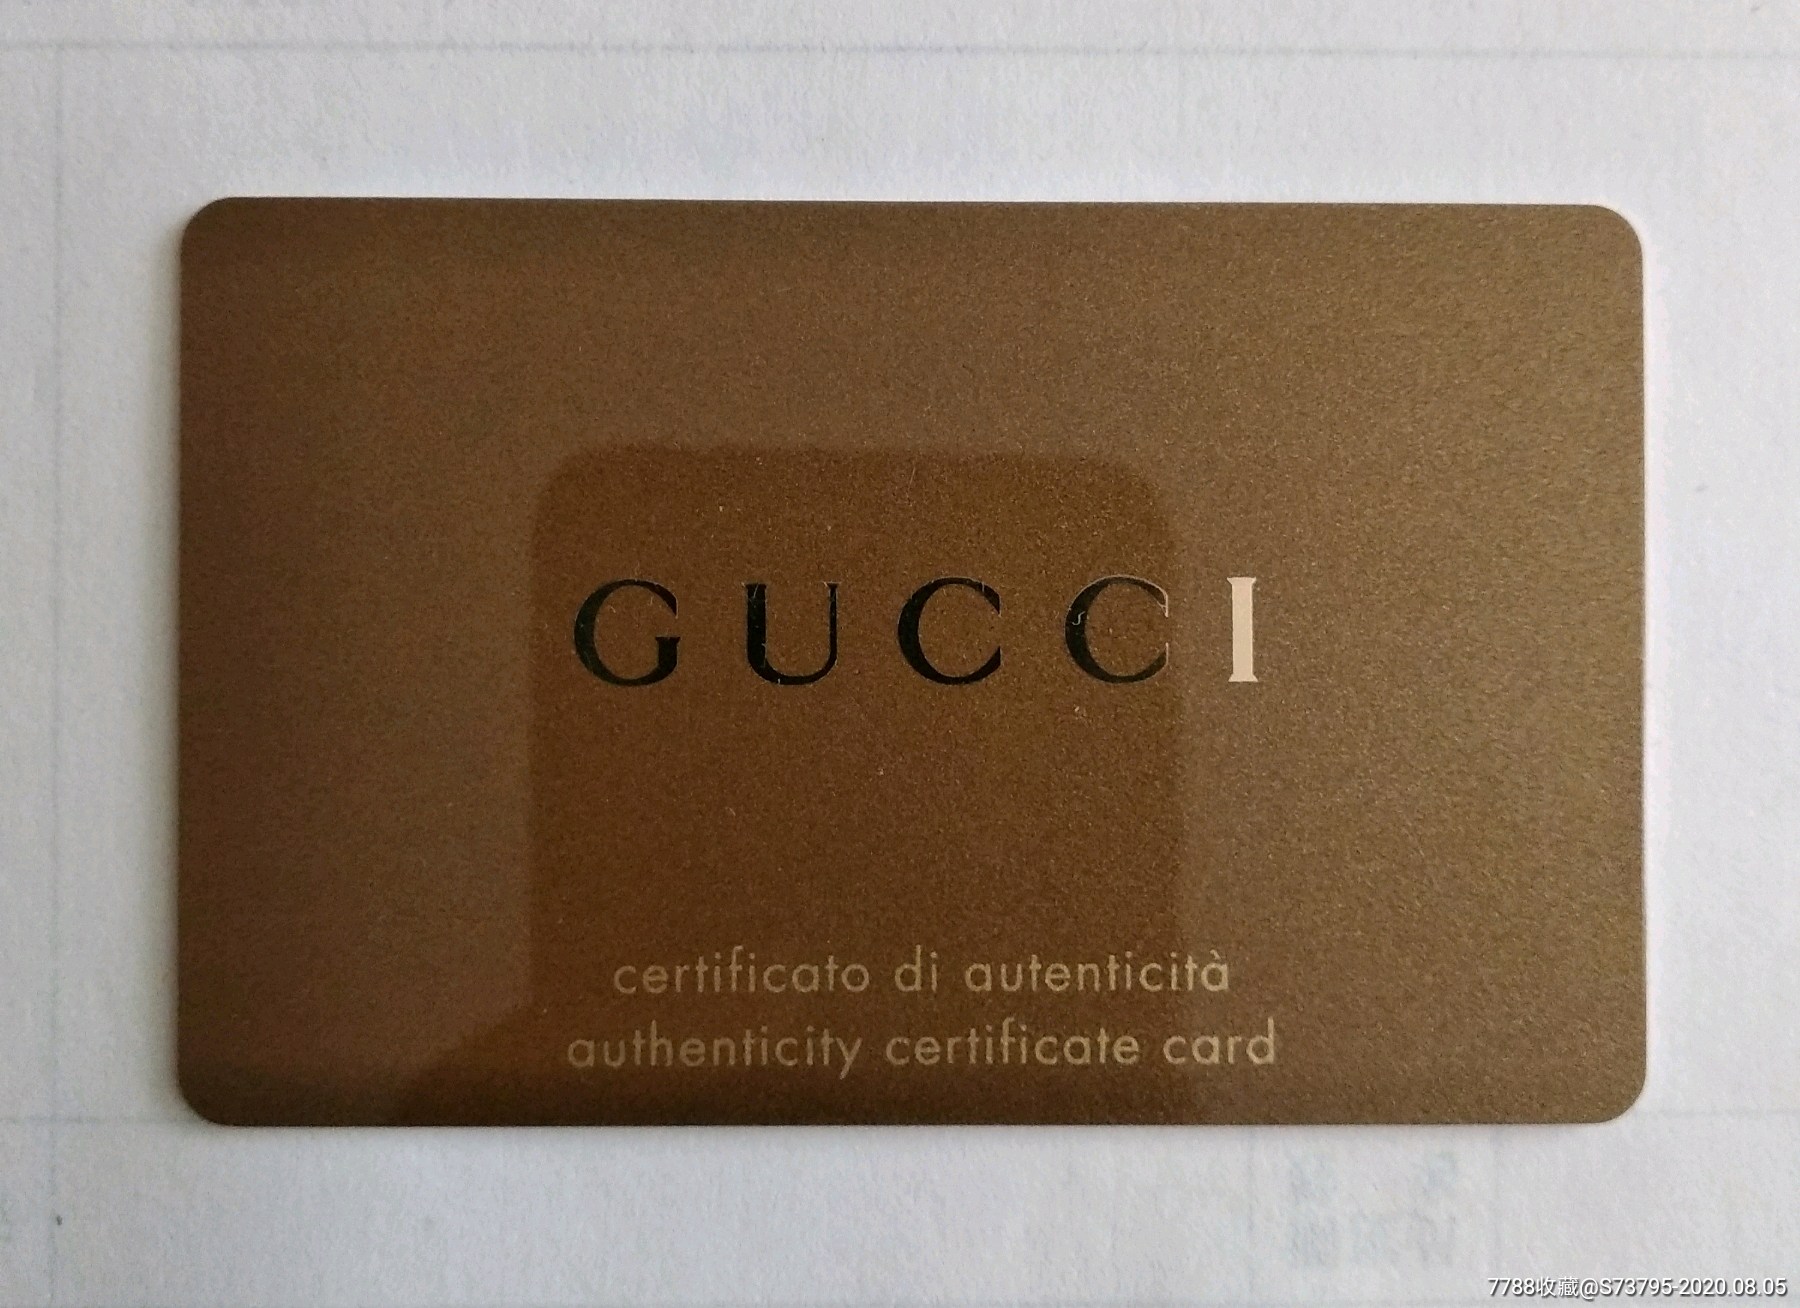 GUCCI
certificato di autenticità
authenticity certificate card
7788收藏@S73795-2020.08.05